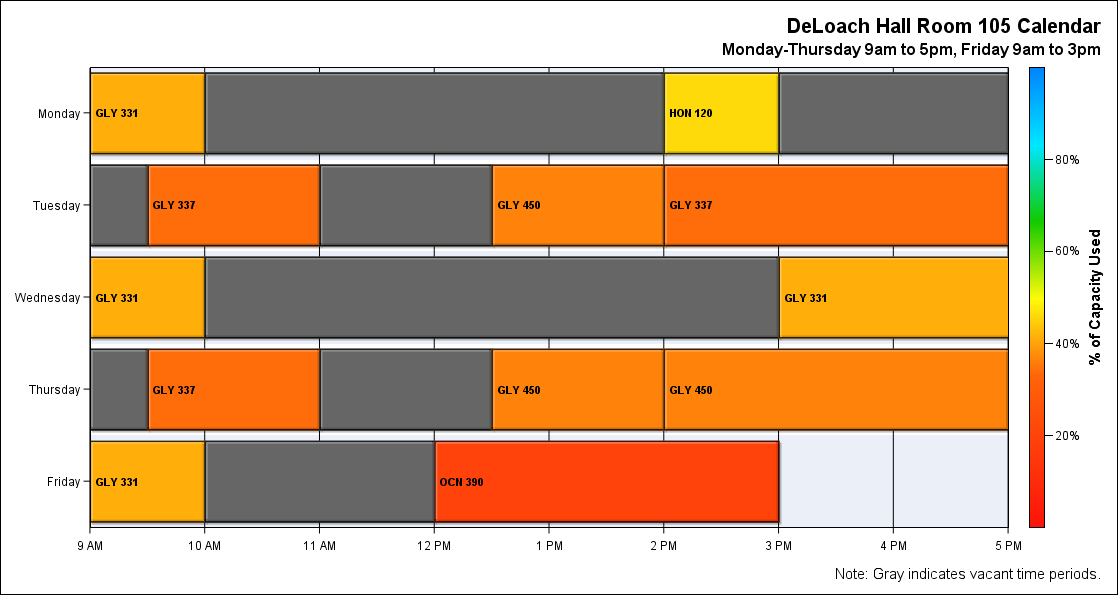 DeLoach Hall Room 105 Calendar
Monday-Thursday 9am to 5pm, Friday 9am to 3pm
Monday
GLY 331
HON 120
Tuesday
GLY 337
GLY 450
GLY 337
Wednesday
GLY 331
GLY 331
Thursday
GLY 337
GLY 450
GLY 450
Friday
GLY 331
OCN 390
9 AM 10 AM 11 AM 12 PM 1 PM 2 PM 3 PM 4 PM 5 PM
80%
60%
40%
20%
% of Capacity Used
Note: Gray indicates vacant time periods.